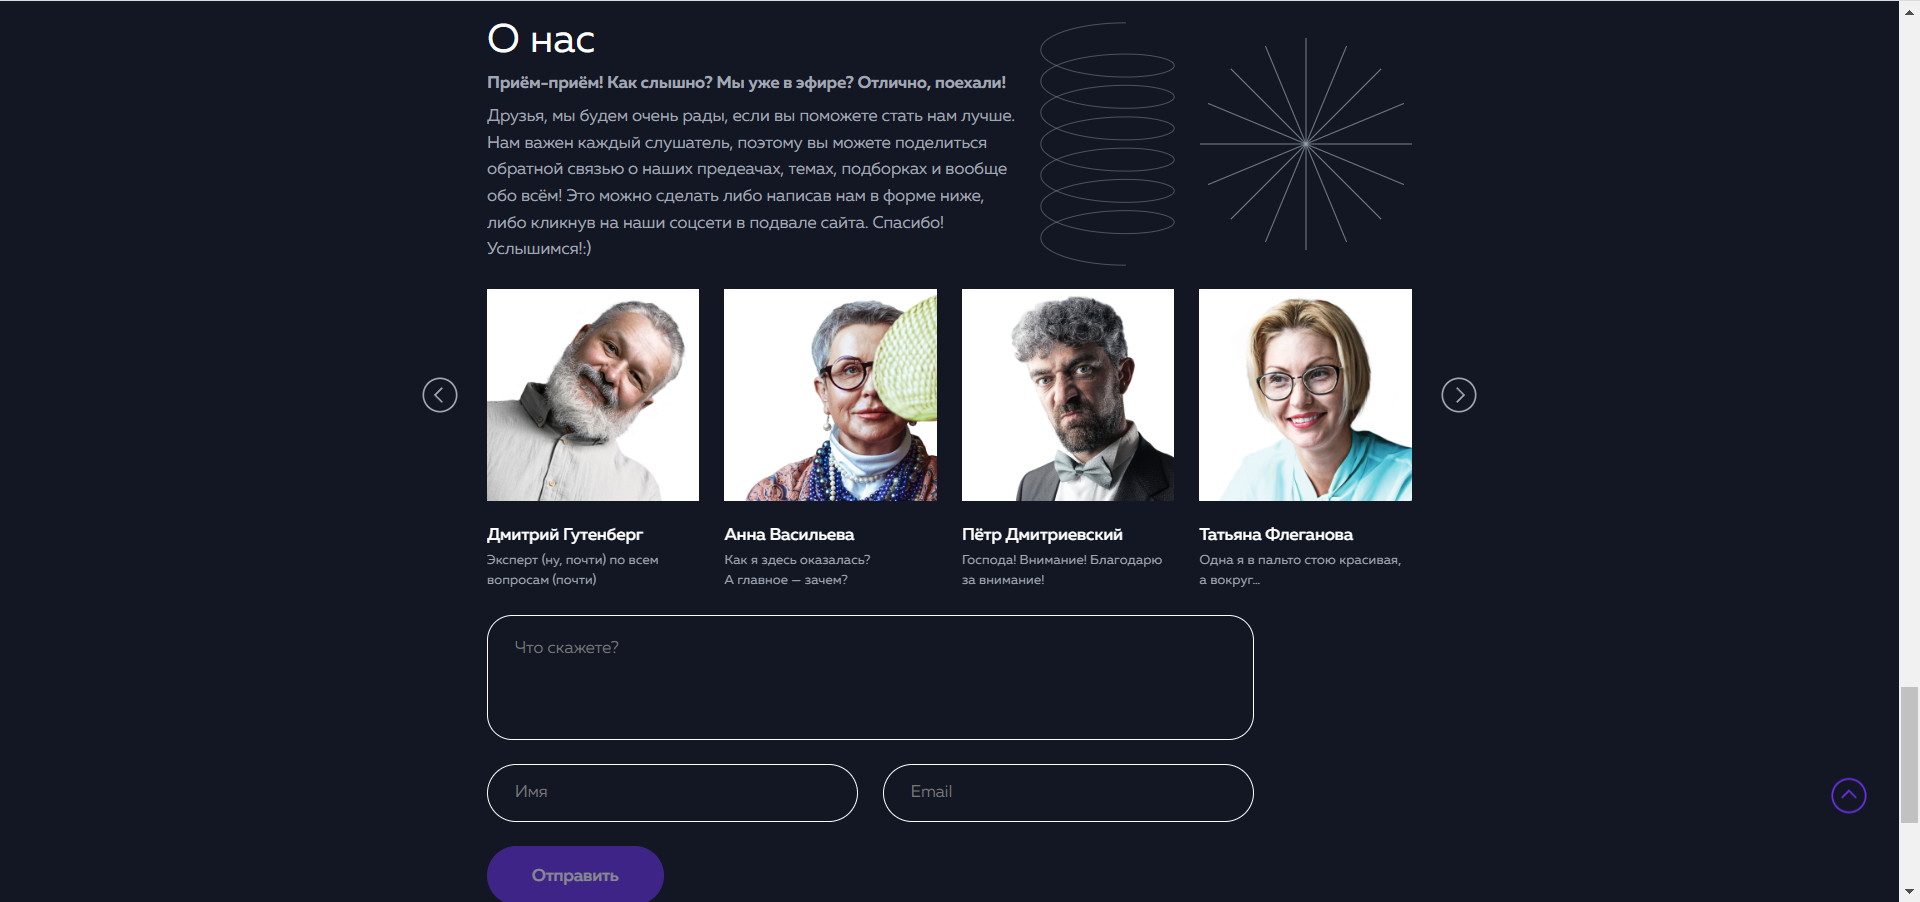 О нас
Приём-приём! Как слышно? Мы уже в эфире? Отлично, поехали!
Друзья, мы будем очень рады, если вы поможете стать нам лучше.
Нам важен каждый слушатель, поэтому вы можете поделиться
обратной связью о наших предеачах, темах, подборках и вообще
обо всём! Это можно сделать либо написав нам в форме ниже,
либо кликнув на наши соцсети в подвале сайта. Спасибо!
Услышимся!:)
Дмитрий Гутенберг
Эксперт (ну, почти) по всем
вопросам (почти)
Анна Васильева
Как я здесь оказалась?
А главное — зачем?
Пётр Дмитриевский
Господа! Внимание! Благодарю
за внимание!
Татьяна Флеганова
Одна я в пальто стою красивая,
а вокруг...
Что скажете?
Имя
Email
Отправить